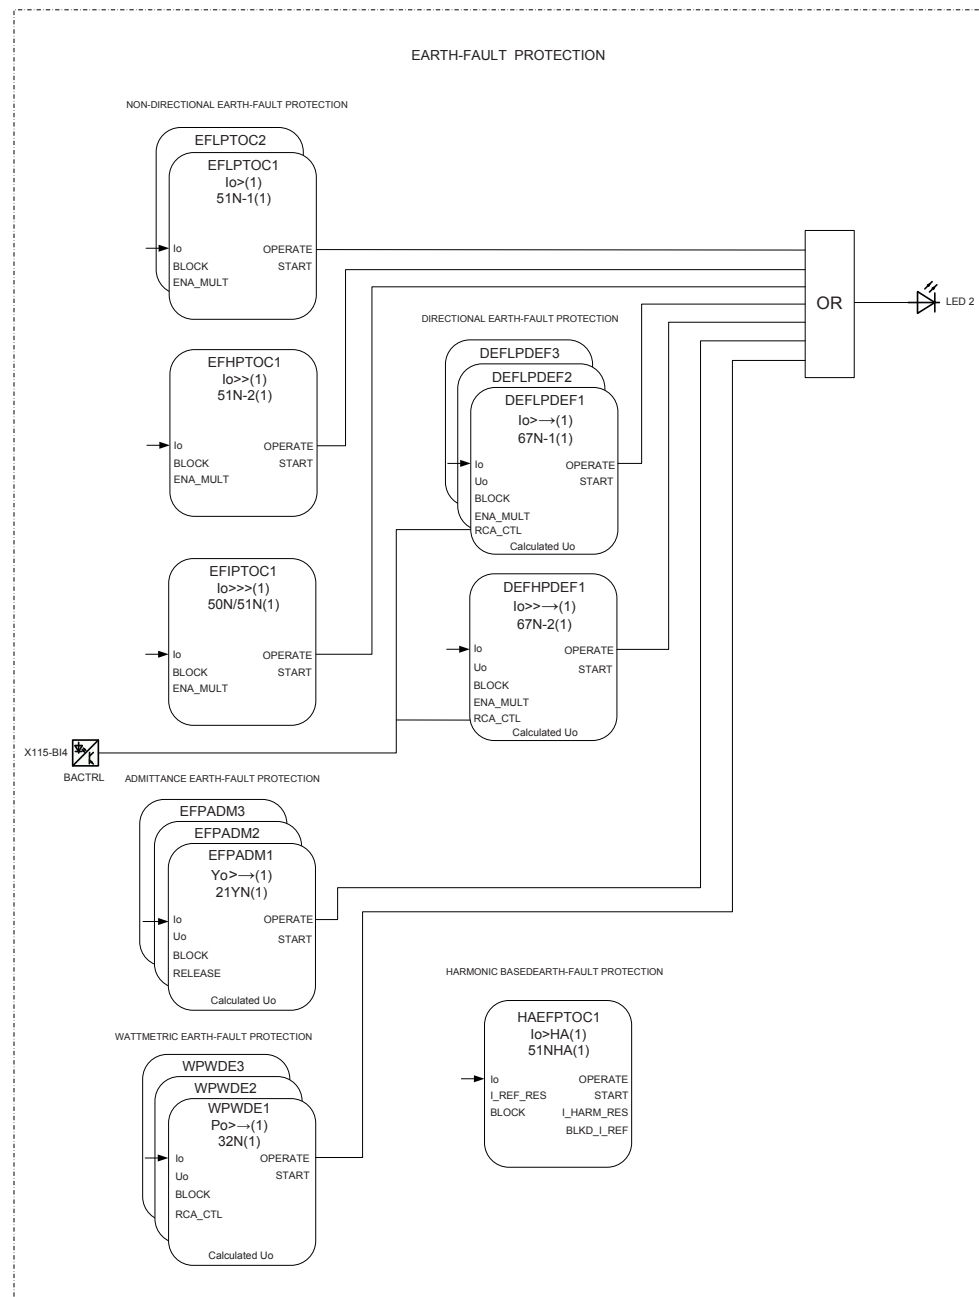 EARTH-FAULT PROTECTION
NON-DIRECTIONAL EARTH-FAULT PROTECTION
EFLPTOC2
EFLPTOC1
Io>(1)
51N-1(1)
Io
OPERATE
BLOCK
START
ENA_MULT
OR
LED 2
EFHPTOC1
Io>>(1)
51N-2(1)
Io
OPERATE
BLOCK
START
ENA_MULT
DIRECTIONAL EARTH-FAULT PROTECTION
DEFLPDEF3
DEFLPDEF2
DEFLPDEF1
Io>→(1)
67N-1(1)
Io
OPERATE
Uo
START
BLOCK
ENA_MULT
RCA_CTL
Calculated Uo
EFIPTOC1
Io>>>(1)
50N/51N(1)
Io
OPERATE
BLOCK
START
ENA_MULT
DEFHPDEF1
Io>>→(1)
67N-2(1)
Io
OPERATE
Uo
START
BLOCK
ENA_MULT
RCA_CTL
Calculated Uo
X115-BI4
BACTRL
ADMITTANCE EARTH-FAULT PROTECTION
EFPADM3
EFPADM2
EFPADM1
Yo>→(1)
21YN(1)
Io
OPERATE
Uo
START
BLOCK
RELEASE
Calculated Uo
HARMONIC BASEDEARTH-FAULT PROTECTION
HAEFPTOC1
Io>HA(1)
51NHA(1)
Io
OPERATE
I_REF_RES
START
BLOCK
I_HARM_RES
BLKD_I_REF
WATTMETRIC EARTH-FAULT PROTECTION
WPWDE3
WPWDE2
WPWDE1
Po>→(1)
32N(1)
Io
OPERATE
Uo
START
BLOCK
RCA_CTL
Calculated Uo